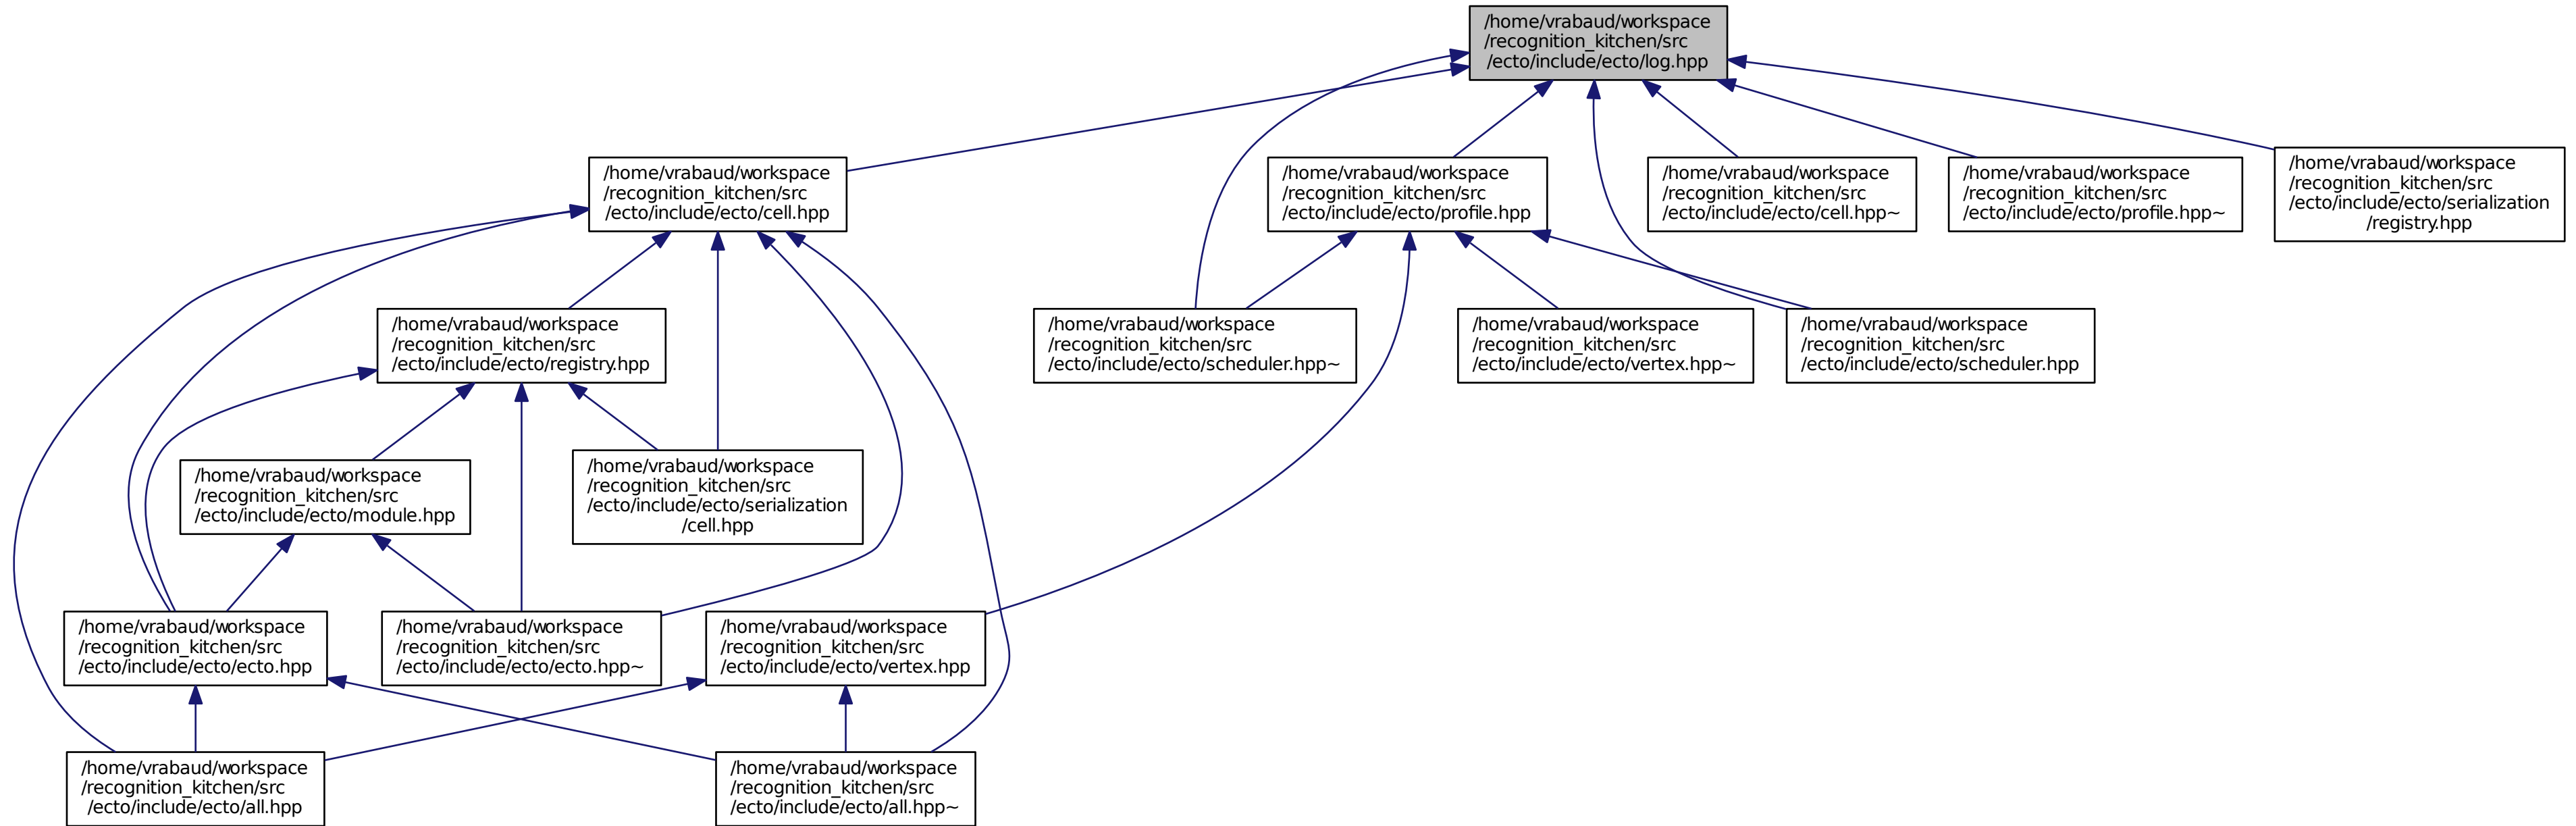 /home/vrabaud/workspace
/recognition_kitchen/src
/ecto/include/ecto/log.hpp
/home/vrabaud/workspace
/recognition_kitchen/src
/ecto/include/ecto/cell.hpp
/home/vrabaud/workspace
/recognition_kitchen/src
/ecto/include/ecto/profile.hpp
/home/vrabaud/workspace
/recognition_kitchen/src
/ecto/include/ecto/cell.hpp~
/home/vrabaud/workspace
/recognition_kitchen/src
/ecto/include/ecto/profile.hpp~
/home/vrabaud/workspace
/recognition_kitchen/src
/ecto/include/ecto/serialization
/registry.hpp
/home/vrabaud/workspace
/recognition_kitchen/src
/ecto/include/ecto/registry.hpp
/home/vrabaud/workspace
/recognition_kitchen/src
/ecto/include/ecto/scheduler.hpp~
/home/vrabaud/workspace
/recognition_kitchen/src
/ecto/include/ecto/vertex.hpp~
/home/vrabaud/workspace
/recognition_kitchen/src
/ecto/include/ecto/scheduler.hpp
/home/vrabaud/workspace
/recognition_kitchen/src
/ecto/include/ecto/module.hpp
/home/vrabaud/workspace
/recognition_kitchen/src
/ecto/include/ecto/serialization
/cell.hpp
/home/vrabaud/workspace
/recognition_kitchen/src
/ecto/include/ecto/ecto.hpp
/home/vrabaud/workspace
/recognition_kitchen/src
/ecto/include/ecto/ecto.hpp~
/home/vrabaud/workspace
/recognition_kitchen/src
/ecto/include/ecto/vertex.hpp
/home/vrabaud/workspace
/recognition_kitchen/src
/ecto/include/ecto/all.hpp
/home/vrabaud/workspace
/recognition_kitchen/src
/ecto/include/ecto/all.hpp~